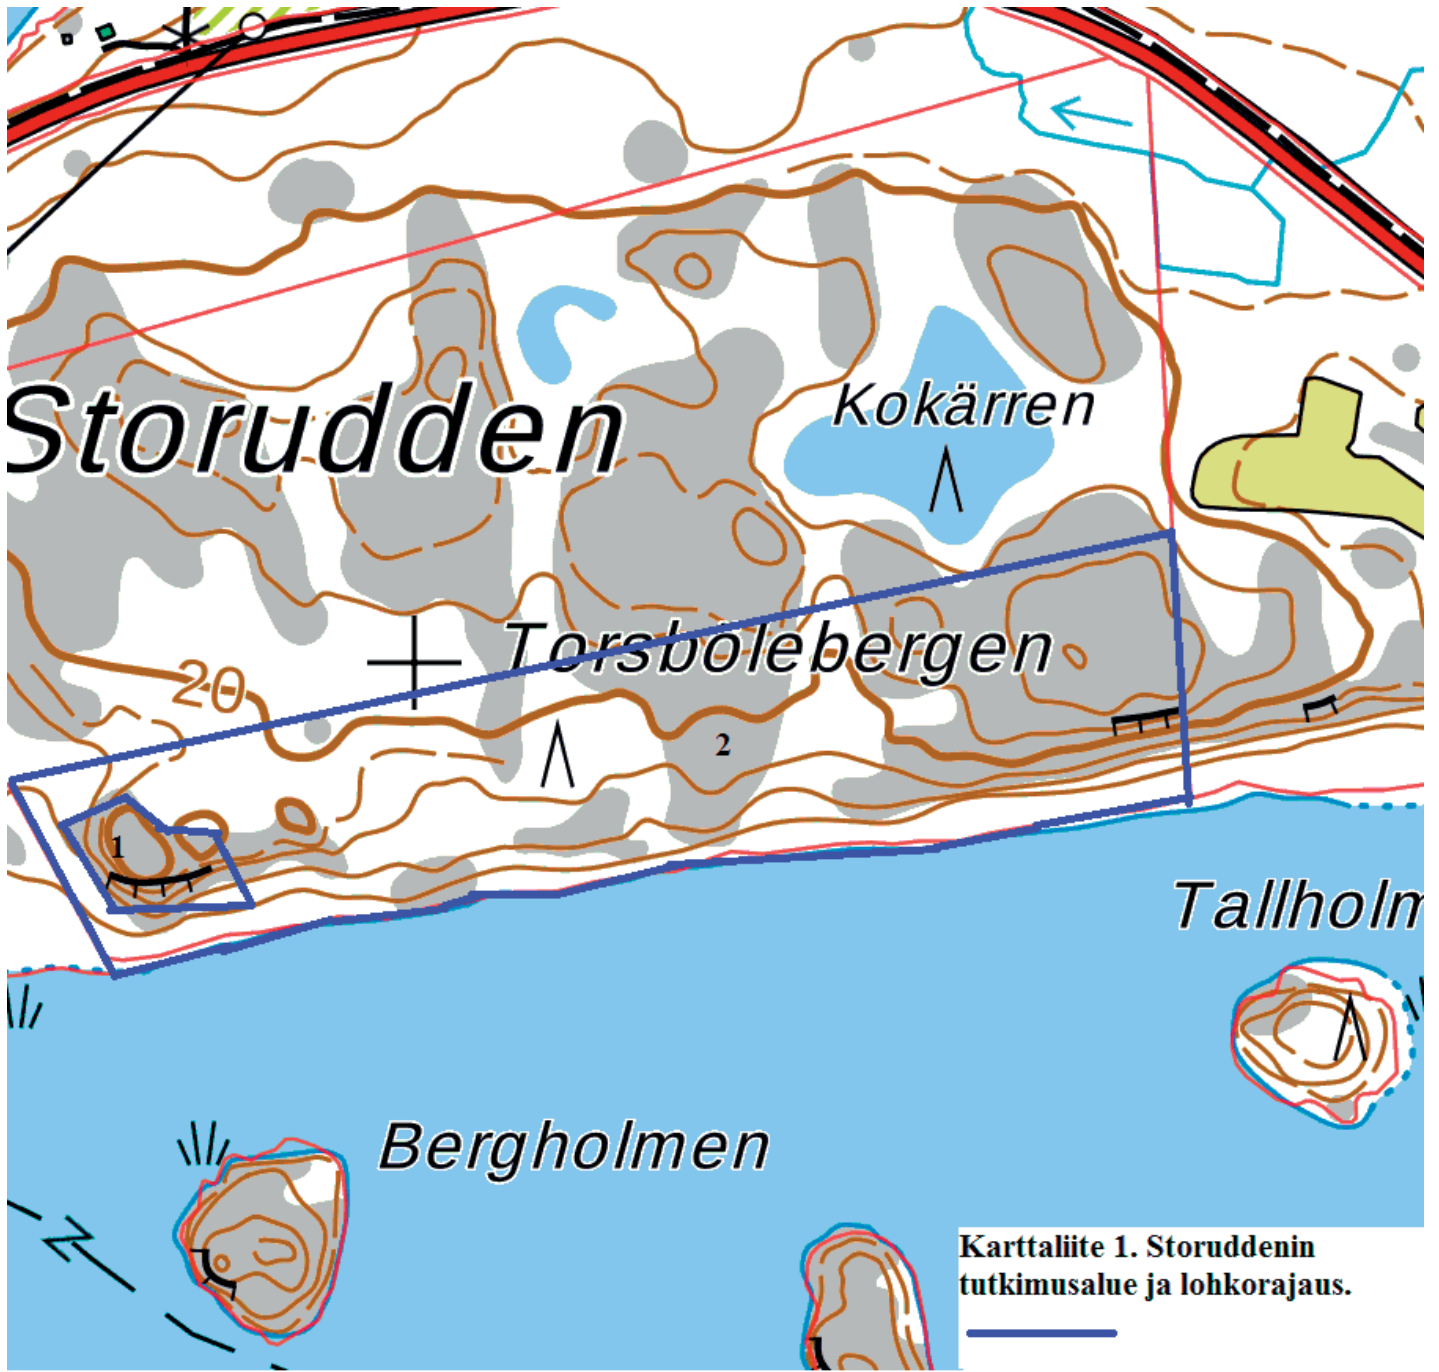 Storudden
Kokärren
Torsbölebergen
20
2
1
Tallholm
Bergholmen
Karttaliite 1. Storuddenin
tutkimusalue ja lohkorajaus.